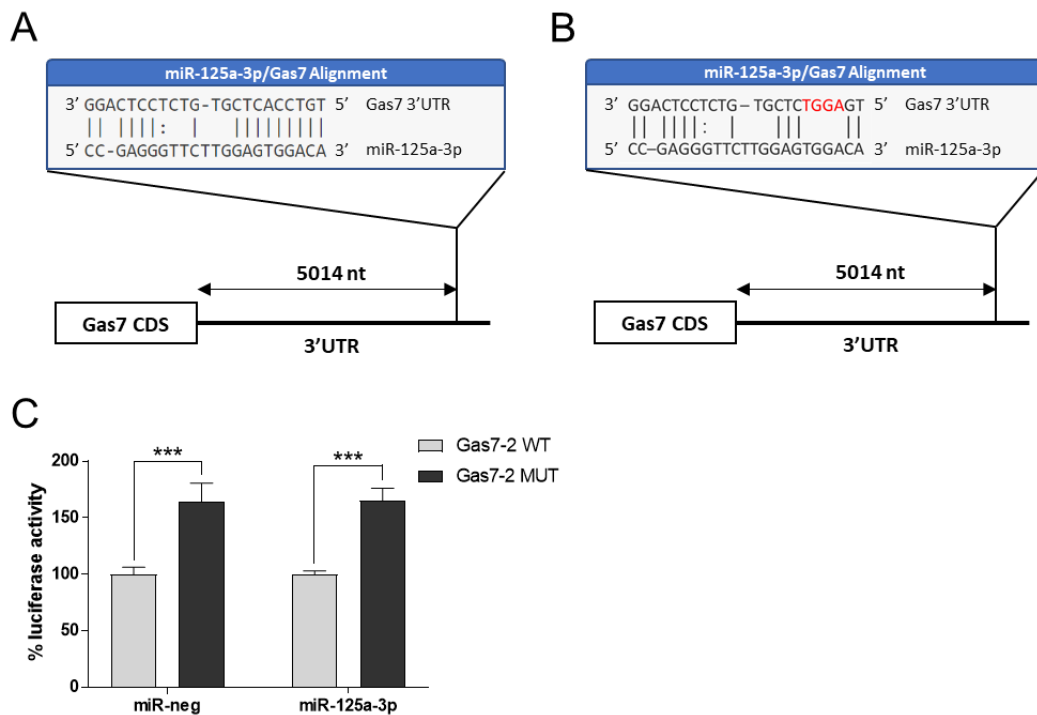 A
miR-125a-3p/Gas7 Alignment
3’ GGACTCCTCTG-TGCTCACCTGT 5’ Gas7 3’UTR
|| ||||: | |||||||||
5’ CC-GAGGGTTCTTGGAGTGGACA 3’ miR-125a-3p
5014 nt
Gas7 CDS
3’UTR
B
miR-125a-3p/Gas7 Alignment
3’ GGACTCCTCTG–TGCTCTGGAGT 5’ Gas7 3’UTR
|| ||||: | ||| ||
5’ CC–GAGGGTTCTTGGAGTGGACA 3’ miR-125a-3p
5014 nt
Gas7 CDS
3’UTR
C
Gas7-2 WT
Gas7-2 MUT
*** ***
% luciferase activity
200
150
100
50
0
miR-neg miR-125a-3p